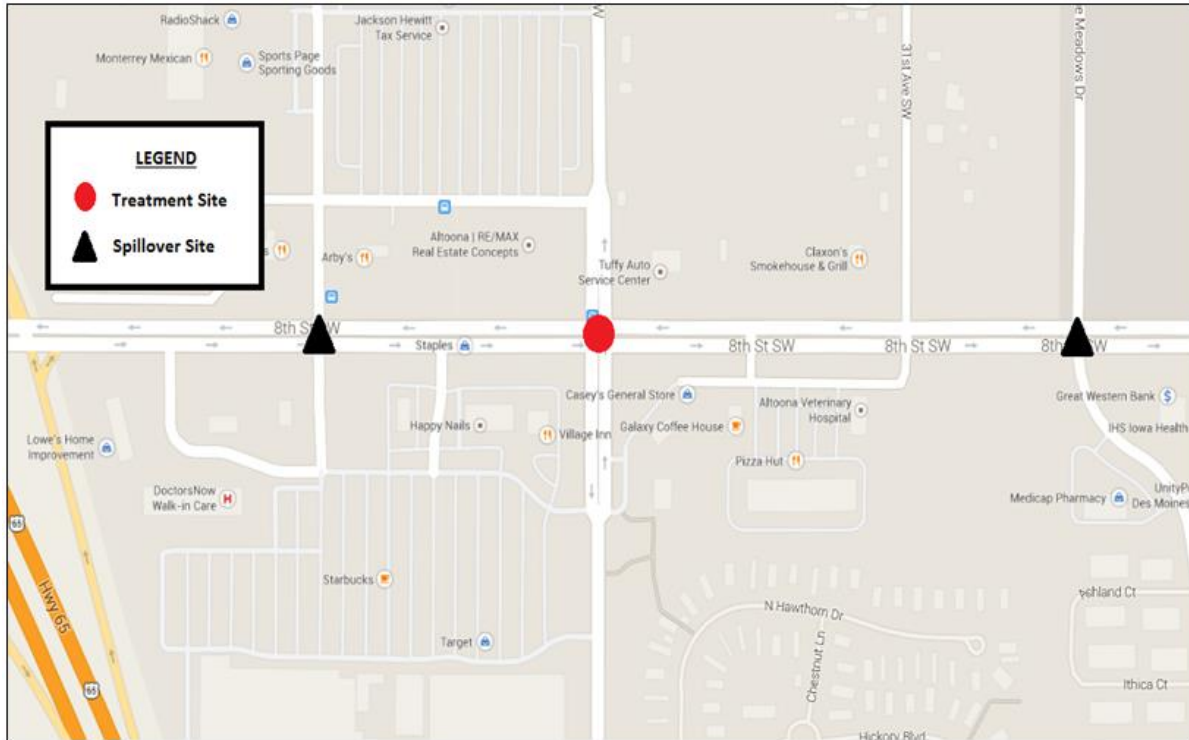 RadioShack
Jackson Hewitt
Tax Service
Monterrey Mexican
Sports Page
Sporting Goods
31st Ave SW
Meadows Dr
LEGEND
Treatment Site
Spillover Site
Arby's
Altoona | RE/MAX
Real Estate Concepts
Tuffy Auto
Service Center
Claxon's
Smokehouse & Grill
8th St SW
Staples
8th St SW
8th St SW
8th SW
Casey's General Store
Altoona Veterinary
Hospital
Great Western Bank
$
Happy Nails
Village Inn
Galaxy Coffee House
IHS Iowa Health
Lowe's Home
Improvement
Pizza Hut
DoctorsNow
Walk-in Care
H
Medicap Pharmacy
UnityP
Des Moines
65
Hwy 65
Starbucks
N Hawthorn Dr
Chestnut Ln
Target
65
Ithica Ct
Hickory Blvd